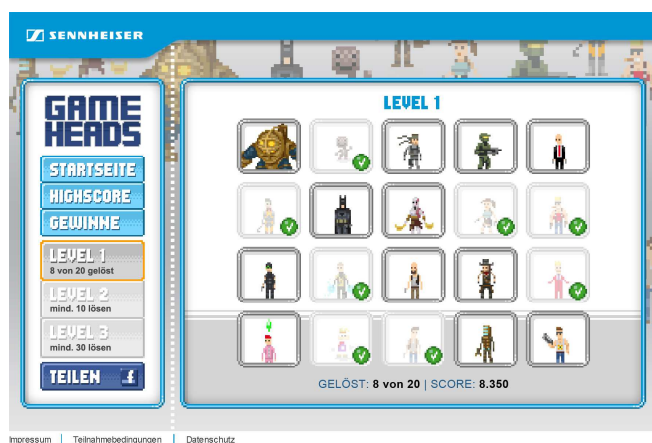 SENNHEISER
GAME
HEADS
STARTSEITE
HIGHSCORE
GEWINNE
LEVEL 1
8 von 20 gelöst
LEVEL 2
mind. 10 lösen
LEVEL 3
mind. 30 lösen
TEILEN f
LEVEL 1
GELÖST: 8 von 20 | SCORE: 8.350
Impressum | Teilnahmebedingungen | Datenschutz